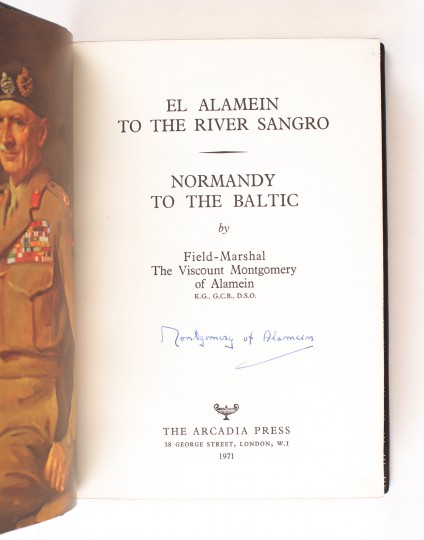 EL ALAMEIN
TO THE RIVER SANGRO
NORMANDY
TO THE BALTIC
by
Field-Marshal
The Viscount Montgomery
of Alamein
K.G., G.C.B., D.S.O.
Montgomery of Alamein
THE ARCADIA PRESS
38 GEORGE STREET, LONDON, W.I
1971